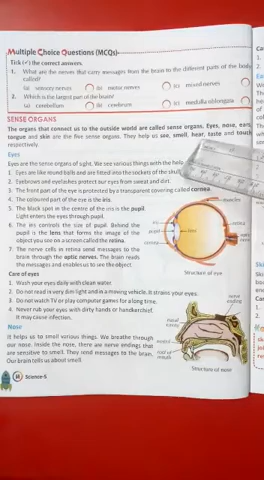 Multiple Choice Questions (MCQs)
Tick (✓) the correct answers.
1. What are the nerves that carry messages from the brain to the different parts of the body called?
(a) sensory nerves (b) motor nerves (c) mixed nerves
2. Which is the largest part of the brain?
(a) cerebellum (b) cerebrum (c) medulla oblongata
SENSE ORGANS
The organs that connect us to the outside world are called sense organs. Eyes, nose, ears,
tongue and skin are the five sense organs. They help us see, smell, hear, taste and touch
respectively.
Eyes
Eyes are the sense organs of sight. We see various things with the help
1. Eyes are round balls and are fitted into the sockets of the skull
2. Eyebrows and eyelashes protect our eyes from sweat and dirt.
3. The front part of the eye is protected by a transparent covering called cornea.
4. The coloured part of the eye is the iris.
5. The black spot in the centre of the iris is the pupil.
Light enters the eyes through pupil.
6. The iris controls the size of pupil. Behind the
pupil is the lens that forms the image of the
object you see on a screen called the retina.
7. The nerve cells in retina send messages to the
brain through the optic nerves. The brain reads
the messages and enables us to see the object.
muscles
iris
pupil
cornea
lens
retina
optic
nerve
Structure of eye
Care of eyes
1. Wash your eyes daily with clean water.
2. Do not read in very dim light and in a moving vehicle. It strains your eyes.
3. Do not watch TV or play computer games for a long time.
4. Never rub your eyes with dirty hands or handkerchief.
It may cause infection.
Nose
It helps us to smell various things. We breathe through
our nose. Inside the nose, there are nerve endings that
are sensitive to smell. They send messages to the brain.
Our brain tells us about smell.
nerve
ending
nasal
cavity
nostril
roof of
mouth
Structure of nose
Science-5